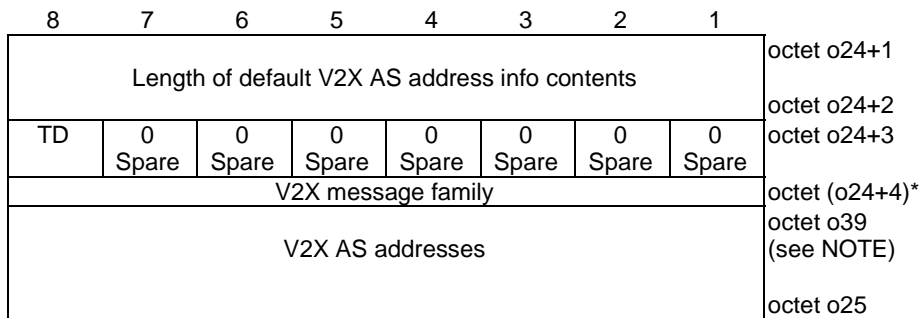 8 7 6 5 4 3 2 1
Length of default V2X AS address info contents
octet o24+1
octet o24+2
TD 0 0 0 0 0 0 0 octet o24+3
Spare Spare Spare Spare Spare Spare Spare
V2X message family octet (o24+4)*
V2X AS addresses
octet o39
(see NOTE)
octet o25